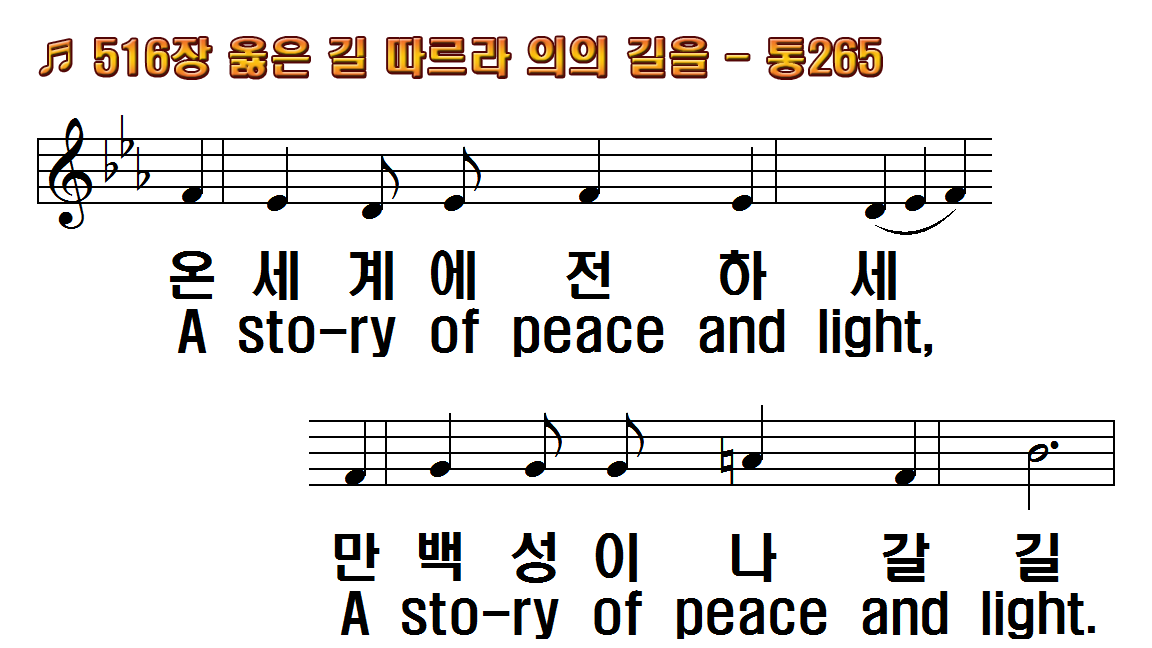 ♬ 516장 옳은 길 따르라 의의 길을 - 통265
온 세 계 에 전 하 세
A sto-ry of peace and light,
만 백 성 이 나 갈 길
A sto-ry of peace and light.